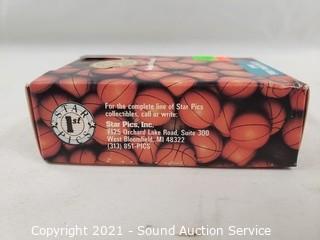 For the complete line of Star Pics
collectibles, call or write:
Star Pics, Inc.
Orchard Lake Road, Suite 300
West Bloomfield, MI 48322
(313) 851-PICS
STAR
1st
PICS
Copyright 2021 - Sound Auction Service